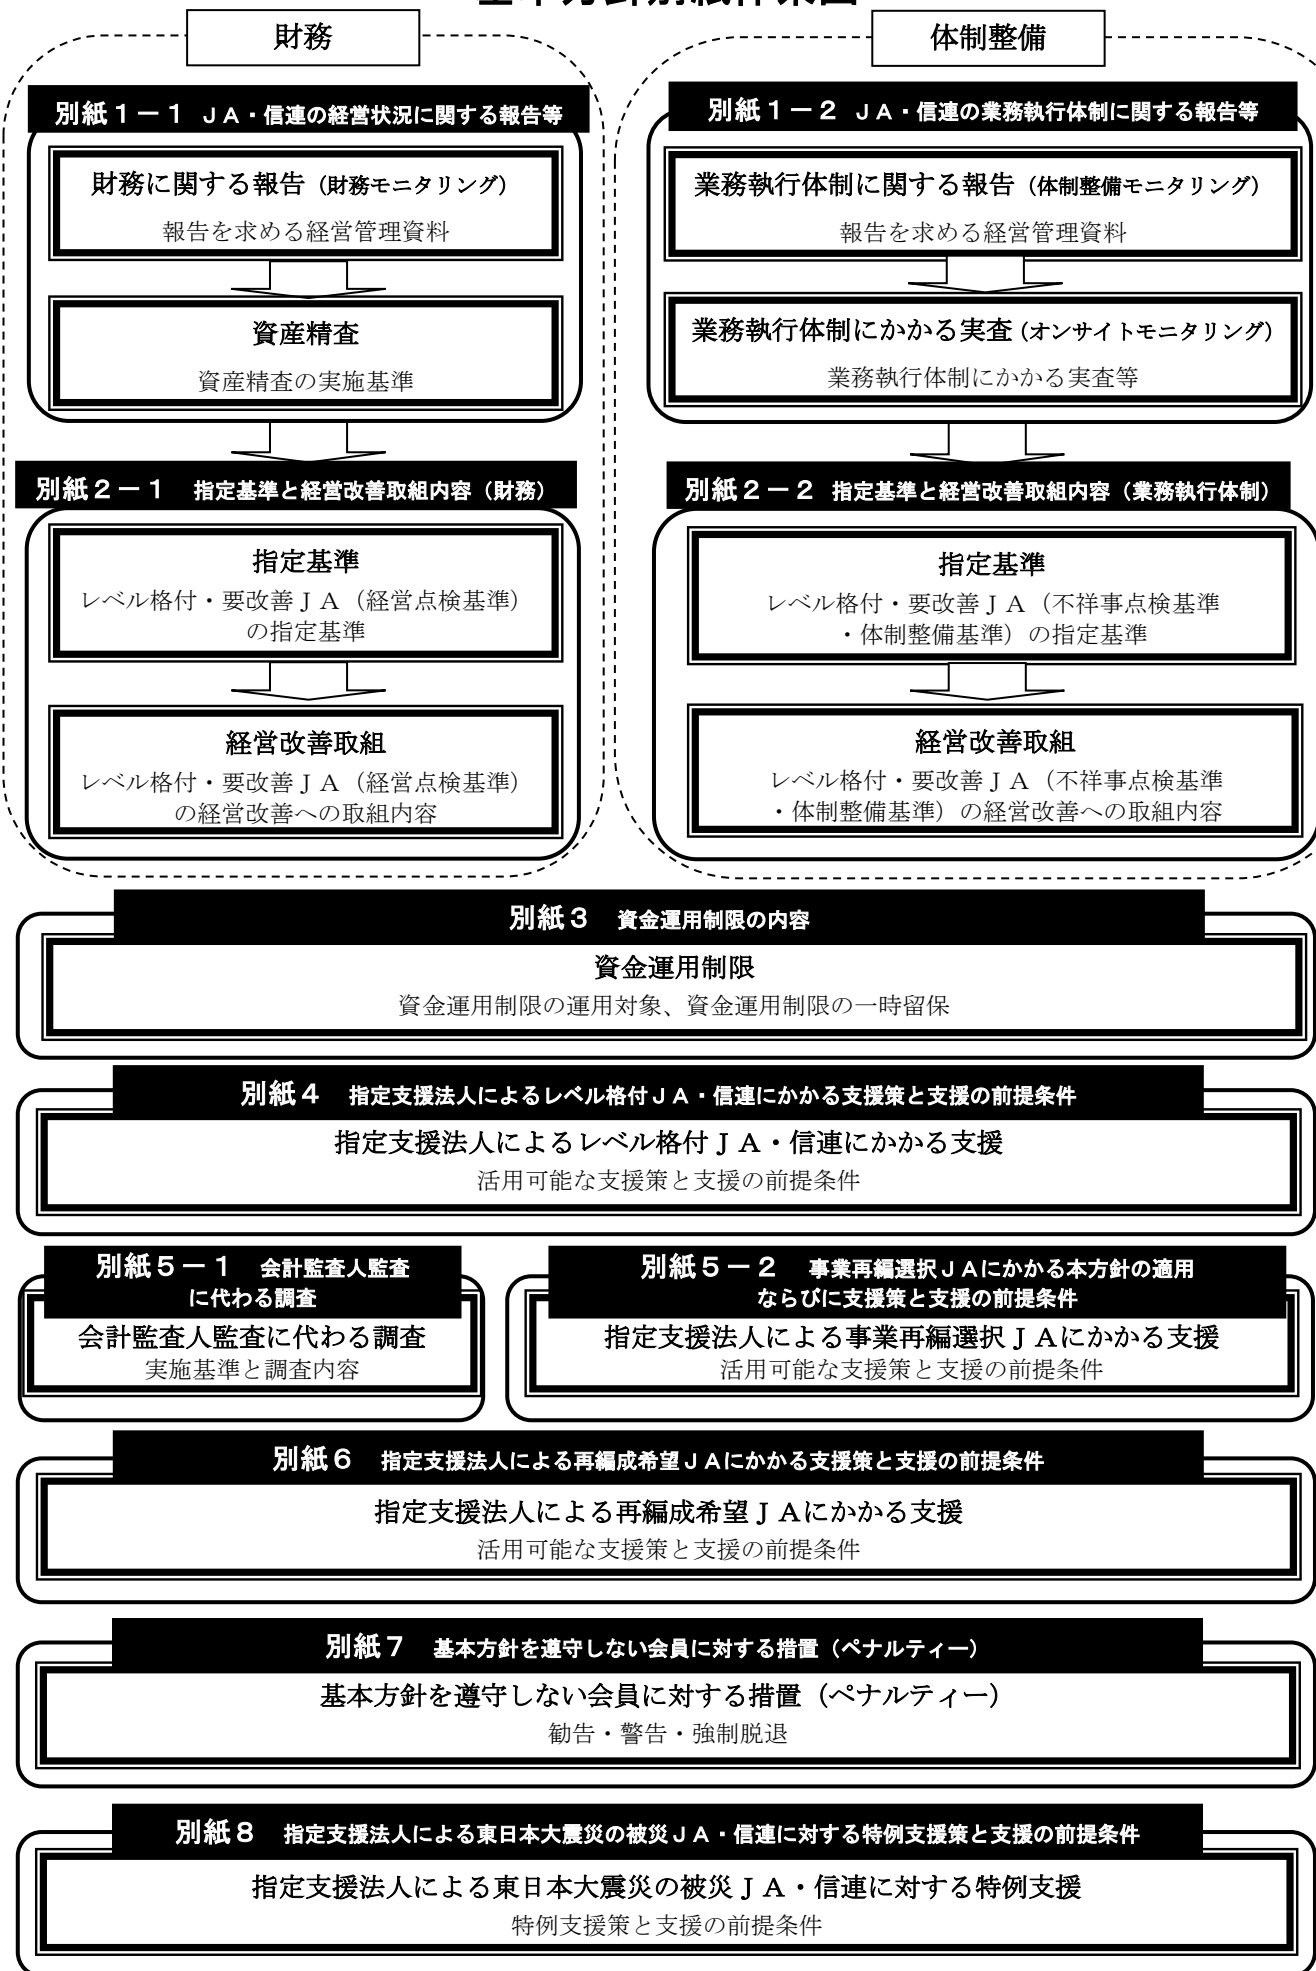 基本方針別紙体系図
財務
別紙１－１ ＪＡ・信連の経営状況に関する報告等
財務に関する報告（財務モニタリング）
報告を求める経営管理資料
資産精査
資産精査の実施基準
別紙２－１ 指定基準と経営改善取組内容（財務）
指定基準
レベル格付・要改善ＪＡ（経営点検基準）
の指定基準
経営改善取組
レベル格付・要改善ＪＡ（経営点検基準）
の経営改善への取組内容
体制整備
別紙１－２ ＪＡ・信連の業務執行体制に関する報告等
業務執行体制に関する報告（体制整備モニタリング）
報告を求める経営管理資料
業務執行体制にかかる実査（オンサイトモニタリング）
業務執行体制にかかる実査等
別紙２－２ 指定基準と経営改善取組内容（業務執行体制）
指定基準
レベル格付・要改善ＪＡ（不祥事点検基準
・体制整備基準）の指定基準
経営改善取組
レベル格付・要改善ＪＡ（不祥事点検基準
・体制整備基準）の経営改善への取組内容
別紙３ 資金運用制限の内容
資金運用制限
資金運用制限の運用対象、資金運用制限の一時留保
別紙４ 指定支援法人によるレベル格付ＪＡ・信連にかかる支援策と支援の前提条件
指定支援法人によるレベル格付ＪＡ・信連にかかる支援
活用可能な支援策と支援の前提条件
別紙５－１ 会計監査人監査
に代わる調査
会計監査人監査に代わる調査
実施基準と調査内容
別紙５－２ 事業再編選択ＪＡにかかる本方針の適用
ならびに支援策と支援の前提条件
指定支援法人による事業再編選択ＪＡにかかる支援
活用可能な支援策と支援の前提条件
別紙６ 指定支援法人による再編成希望ＪＡにかかる支援策と支援の前提条件
指定支援法人による再編成希望ＪＡにかかる支援
活用可能な支援策と支援の前提条件
別紙７ 基本方針を遵守しない会員に対する措置（ペナルティー）
基本方針を遵守しない会員に対する措置（ペナルティー）
勧告・警告・強制脱退
別紙８ 指定支援法人による東日本大震災の被災ＪＡ・信連に対する特例支援策と支援の前提条件
指定支援法人による東日本大震災の被災ＪＡ・信連に対する特例支援
特例支援策と支援の前提条件